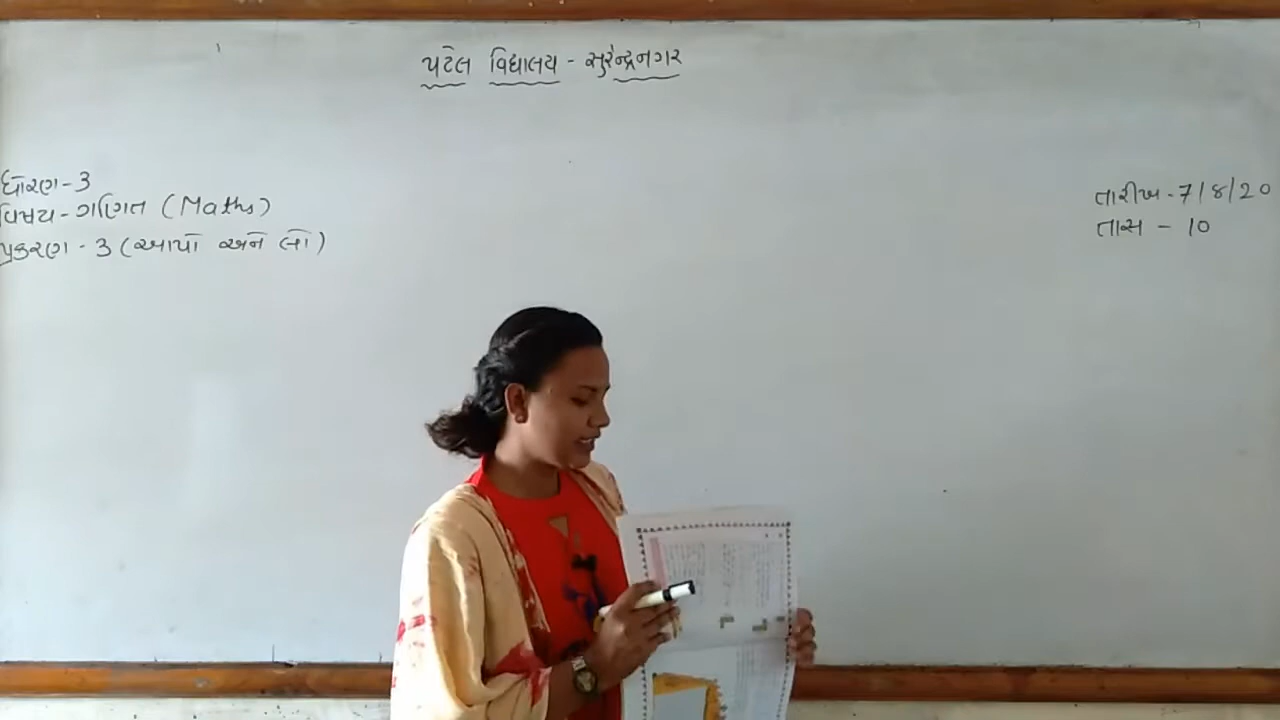 પટેલ વિદ્યાલય - સુરેન્દ્રનગર
ધોરણ - 3
વિષય - ગણિત (Maths)
પ્રકરણ - 3 (આપો અને લો)
તારીખ - 7/8/20
તાસ - 10